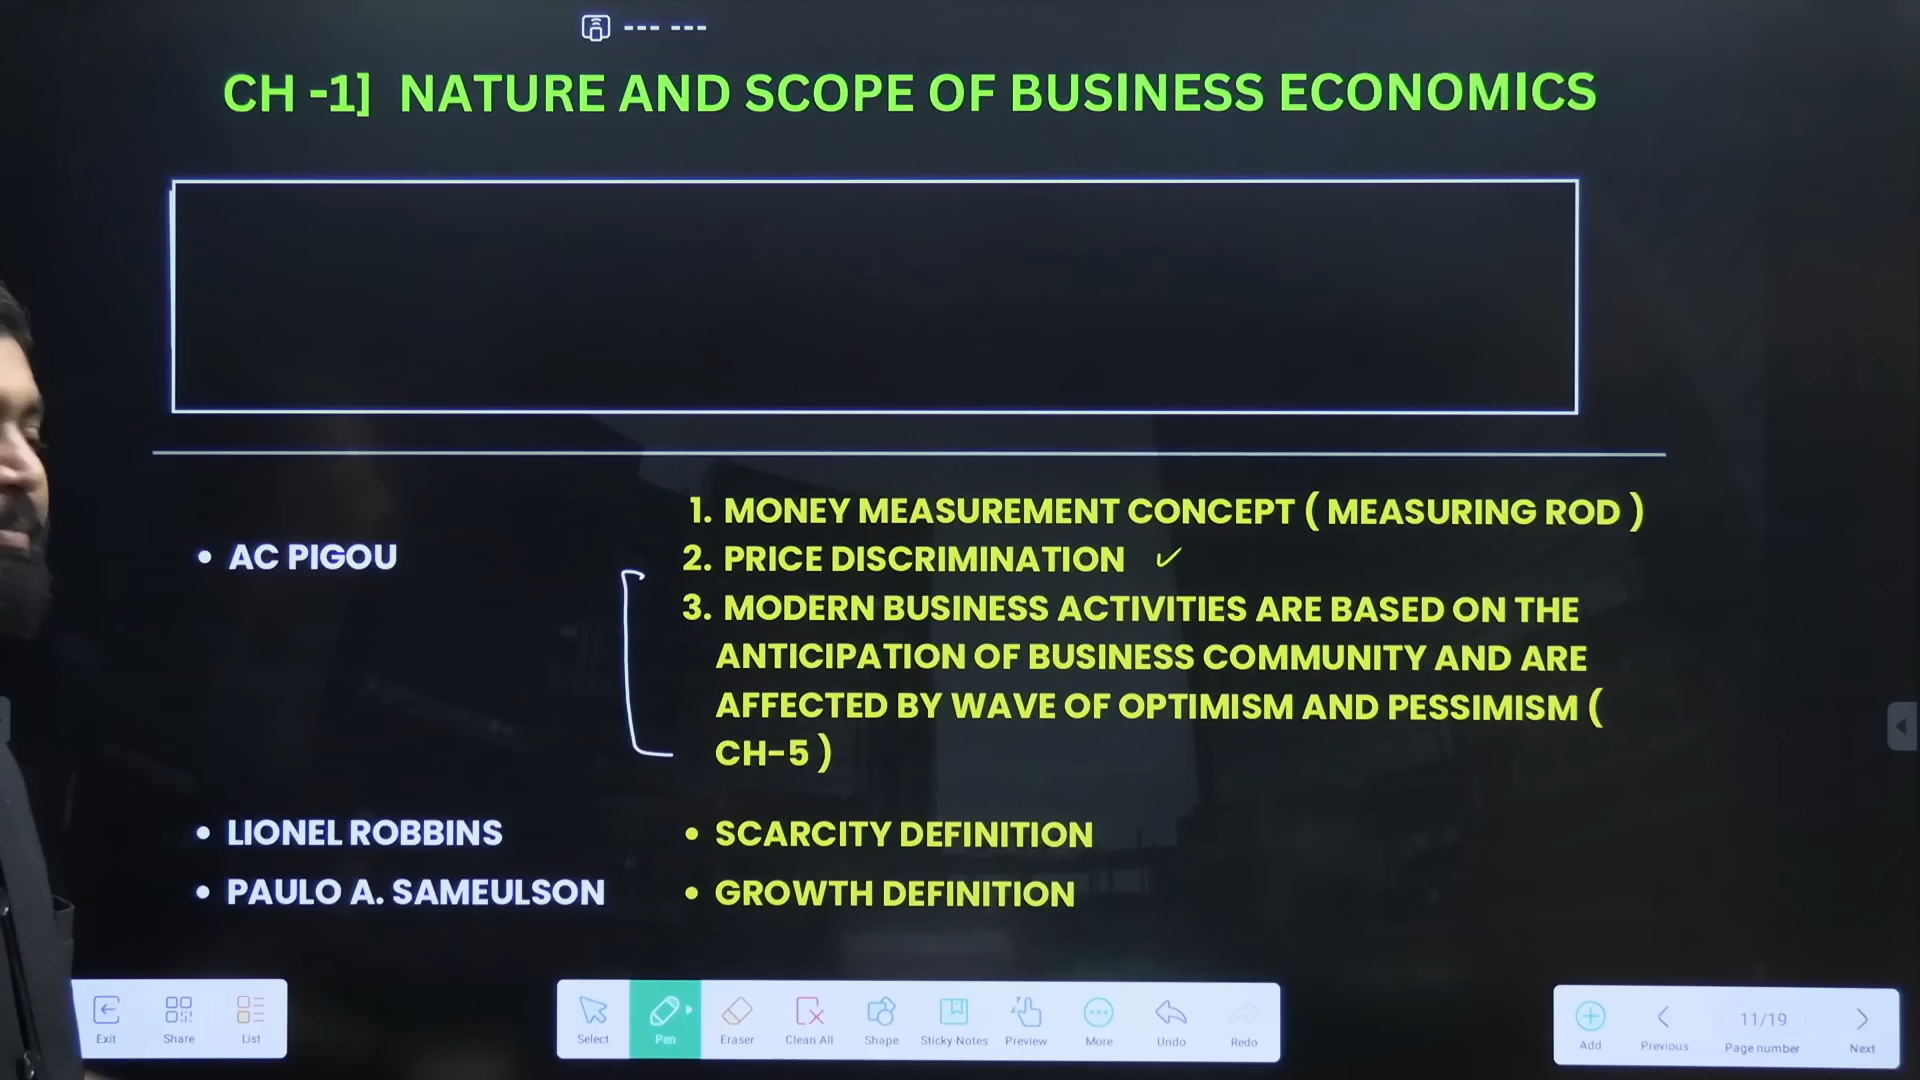 CH -1] NATURE AND SCOPE OF BUSINESS ECONOMICS
1. MONEY MEASUREMENT CONCEPT ( MEASURING ROD )
• AC PIGOU
2. PRICE DISCRIMINATION ✓
3. MODERN BUSINESS ACTIVITIES ARE BASED ON THE
ANTICIPATION OF BUSINESS COMMUNITY AND ARE
AFFECTED BY WAVE OF OPTIMISM AND PESSIMISM (
CH-5 )
• LIONEL ROBBINS
• SCARCITY DEFINITION
• PAULO A. SAMEULSON
• GROWTH DEFINITION
Exit Share List
Select Pen Eraser Clean All Shape Sticky Notes Preview More Undo Redo
Add Previous 11/19 Page number Next